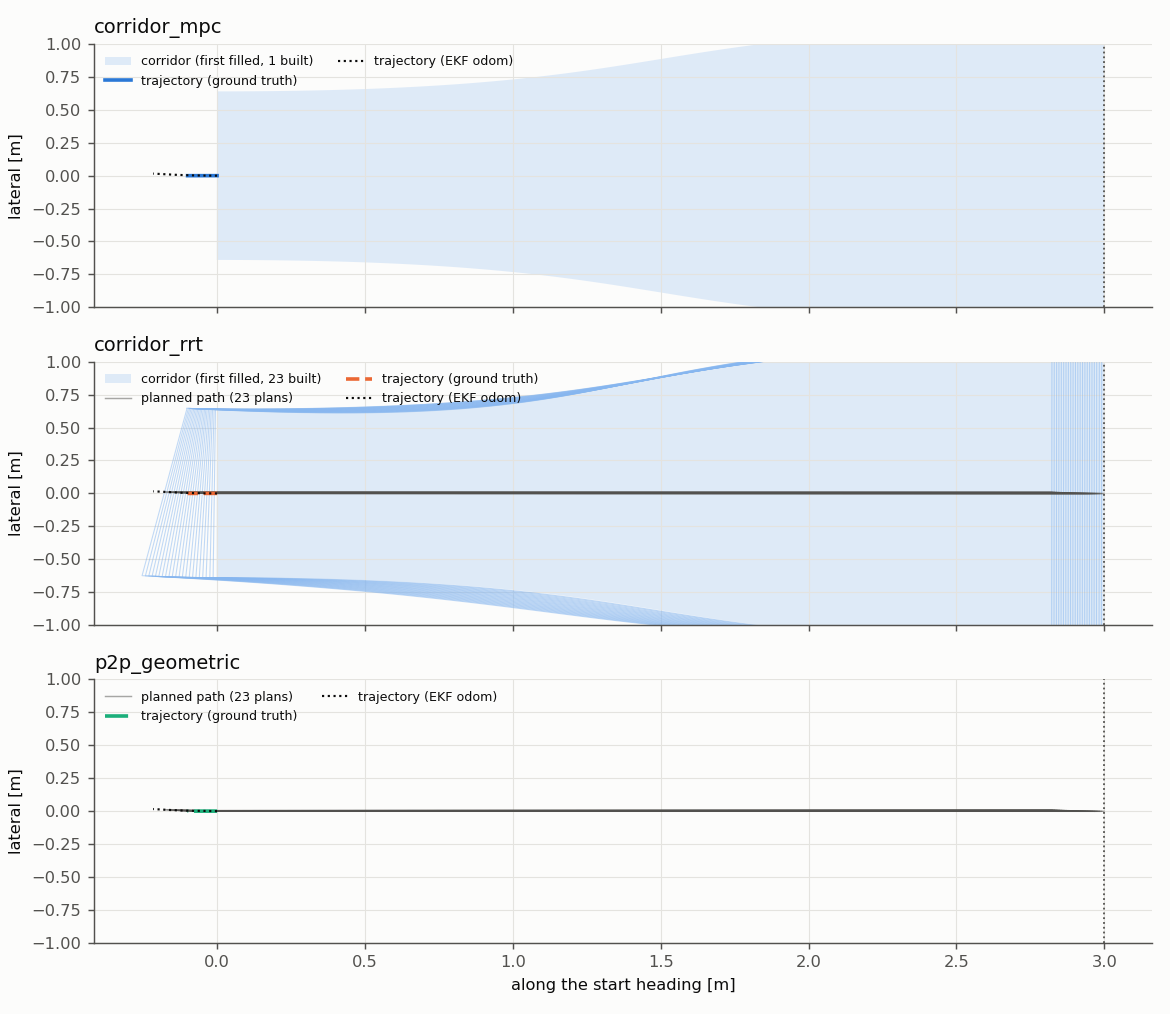 corridor_mpc
corridor (first filled, 1 built)
trajectory (EKF odom)
trajectory (ground truth)
1.00
0.75
0.50
0.25
0.00
−0.25
−0.50
−0.75
−1.00
lateral [m]
corridor_rrt
corridor (first filled, 23 built)
trajectory (ground truth)
planned path (23 plans)
trajectory (EKF odom)
1.00
0.75
0.50
0.25
0.00
−0.25
−0.50
−0.75
−1.00
lateral [m]
p2p_geometric
planned path (23 plans)
trajectory (EKF odom)
trajectory (ground truth)
1.00
0.75
0.50
0.25
0.00
−0.25
−0.50
−0.75
−1.00
lateral [m]
0.0 0.5 1.0 1.5 2.0 2.5 3.0
along the start heading [m]